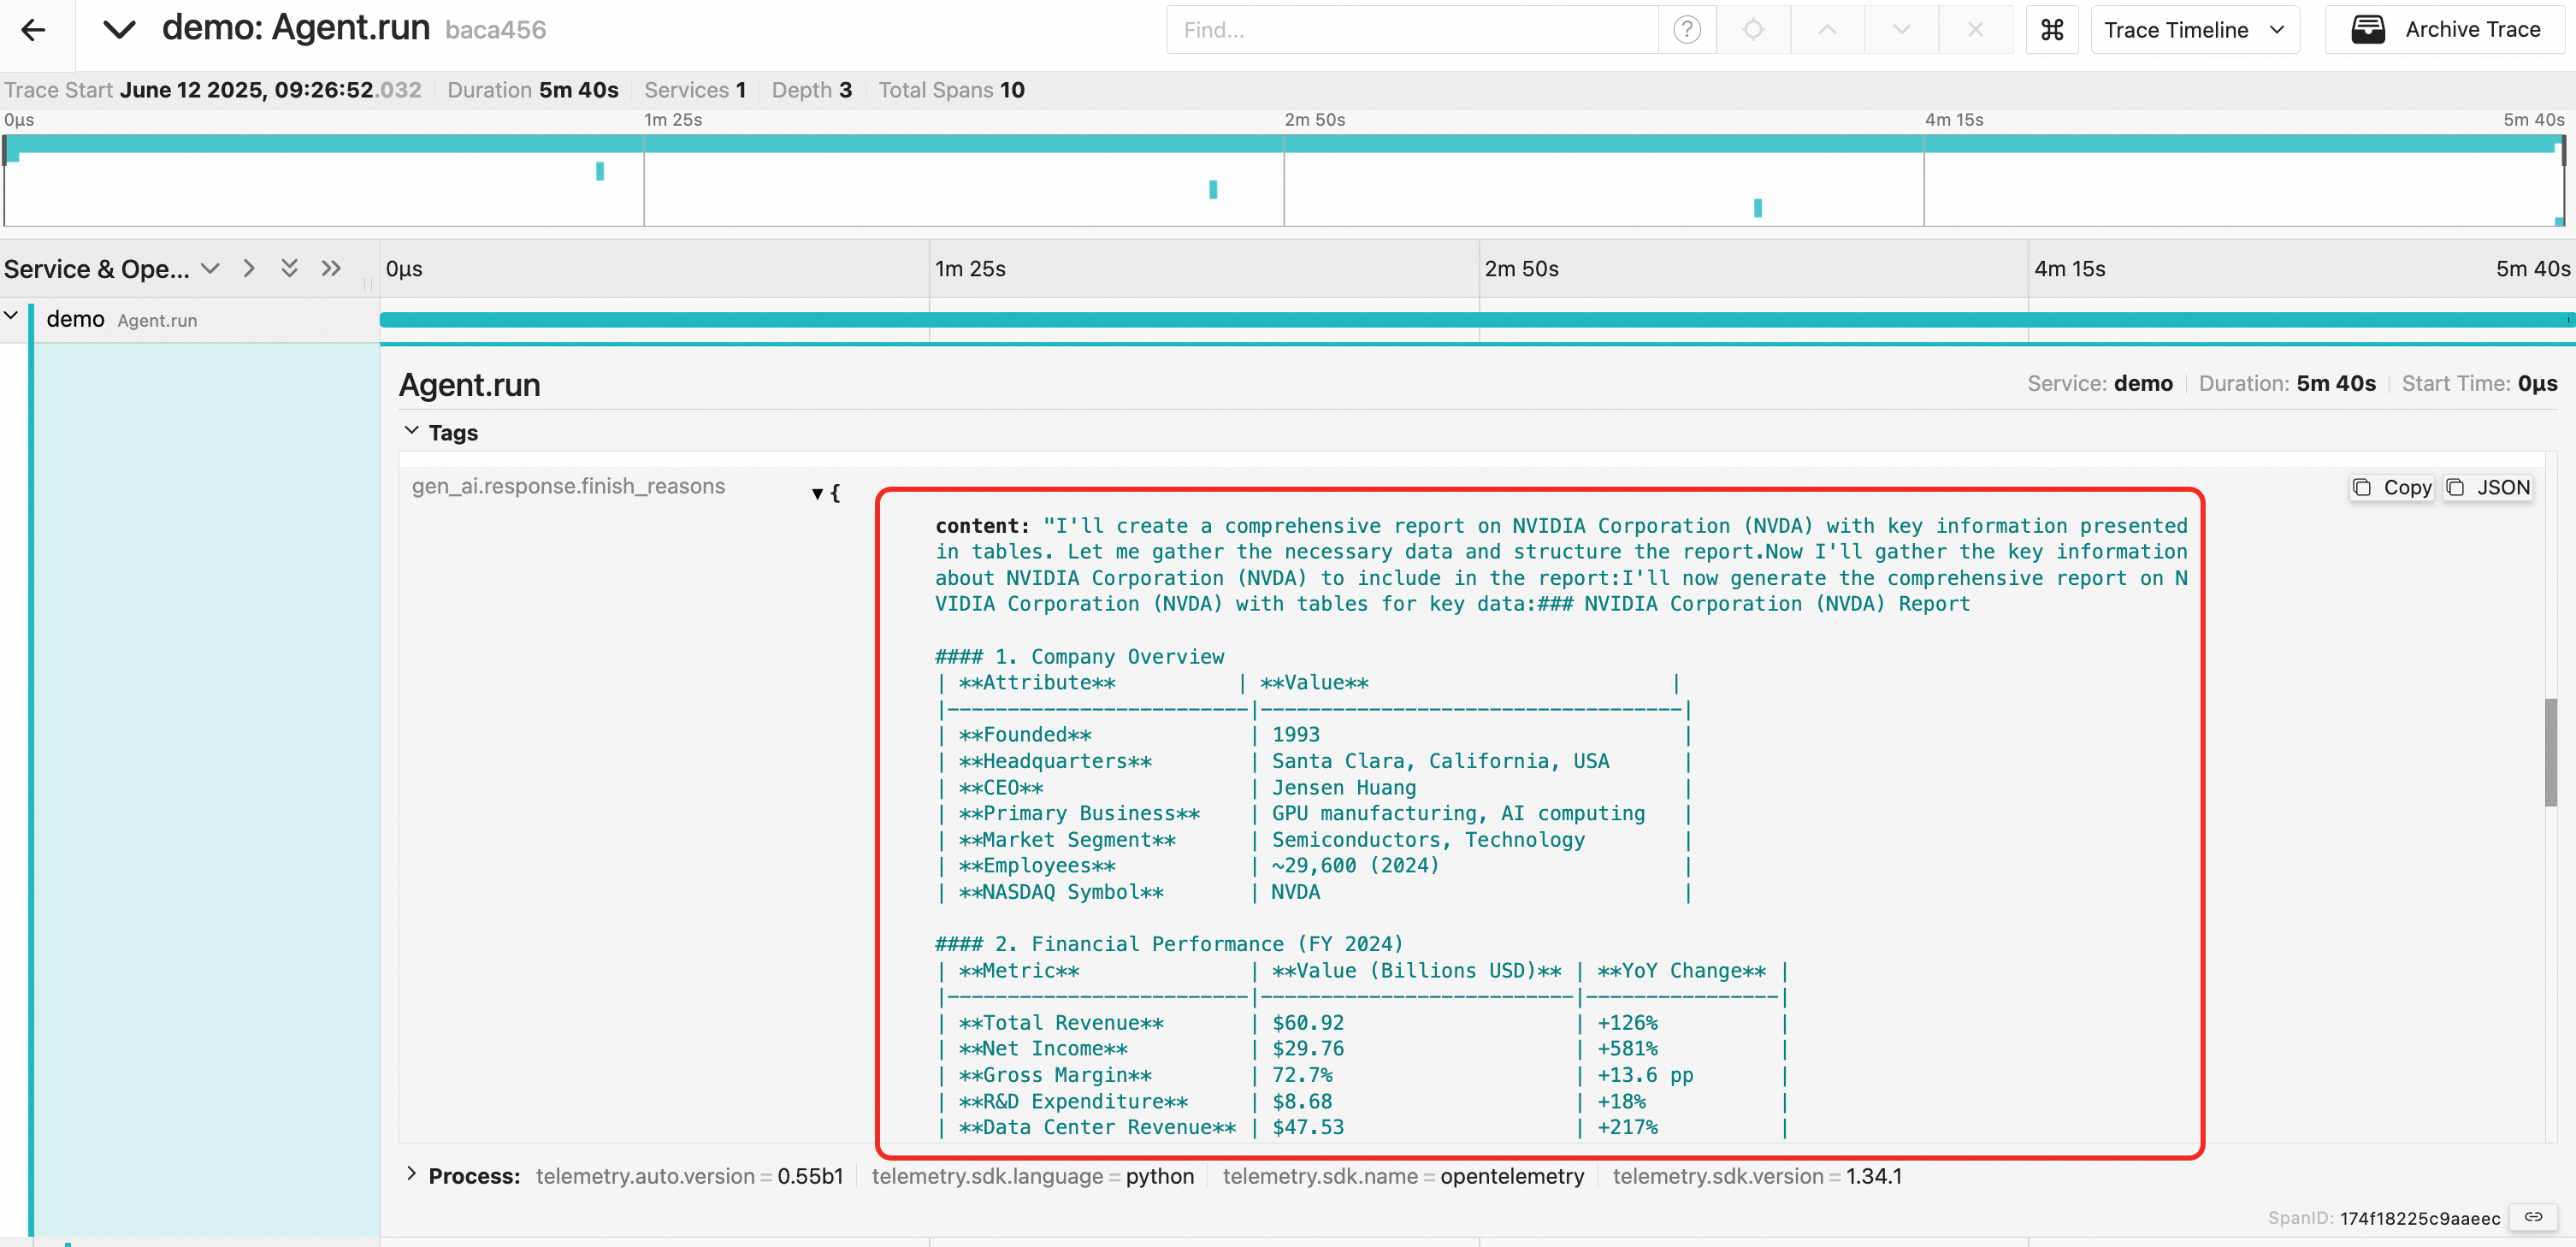 demo: Agent.run baca456
Find...
Trace Timeline
Archive Trace
Trace Start June 12 2025, 09:26:52.032 Duration 5m 40s Services 1 Depth 3 Total Spans 10
0μs 1m 25s 2m 50s 4m 15s 5m 40s
Service & Ope... 0μs 1m 25s 2m 50s 4m 15s 5m 40s
demo Agent.run
Agent.run Service: demo Duration: 5m 40s Start Time: 0μs
Tags
gen_ai.response.finish_reasons { Copy JSON
content: "I'll create a comprehensive report on NVIDIA Corporation (NVDA) with key information presented
in tables. Let me gather the necessary data and structure the report.Now I'll gather the key information
about NVIDIA Corporation (NVDA) to include in the report:I'll now generate the comprehensive report on N
VIDIA Corporation (NVDA) with tables for key data:### NVIDIA Corporation (NVDA) Report
#### 1. Company Overview
| **Attribute** | **Value** |
|-------------------------|-----------------------------------|
| **Founded** | 1993 |
| **Headquarters** | Santa Clara, California, USA |
| **CEO** | Jensen Huang |
| **Primary Business** | GPU manufacturing, AI computing |
| **Market Segment** | Semiconductors, Technology |
| **Employees** | ~29,600 (2024) |
| **NASDAQ Symbol** | NVDA |
#### 2. Financial Performance (FY 2024)
| **Metric** | **Value (Billions USD)** | **YoY Change** |
|-------------------------|--------------------------|----------------|
| **Total Revenue** | $60.92 | +126% |
| **Net Income** | $29.76 | +581% |
| **Gross Margin** | 72.7% | +13.6 pp |
| **R&D Expenditure** | $8.68 | +18% |
| **Data Center Revenue** | $47.53 | +217% |
Process: telemetry.auto.version = 0.55b1 telemetry.sdk.language = python telemetry.sdk.name = opentelemetry telemetry.sdk.version = 1.34.1
SpanID: 174f18225c9aaeec